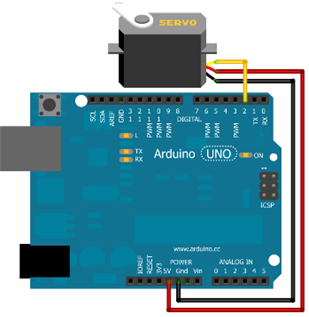 SERVO
SCL
SDA
AREF
GND
13
12
11
10
9
8
DIGITAL
7
6
5
4
3
2
1
0
PWM
PWM
PWM
PWM
PWM
PWM
TX
RX
L
TX
RX
Arduino
UNO
ON
1
ICSP
www.arduino.cc
POWER
ANALOG IN
IOREF
RESET
3V3
5V
Gnd
Vin
0
1
2
3
4
5